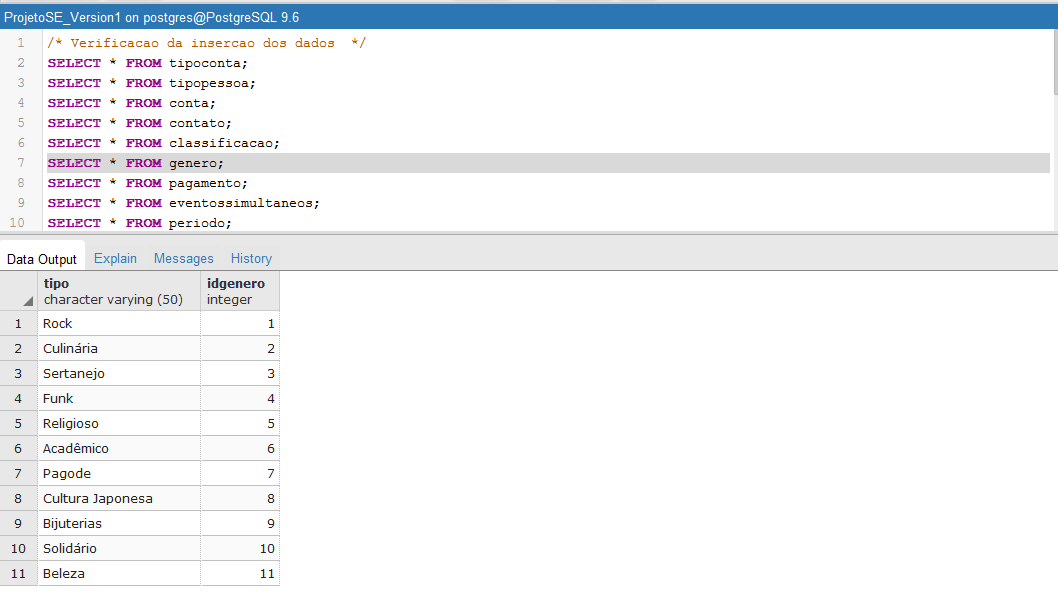 ProjetoSE_Version1 on postgres@PostgreSQL 9.6
1 /* Verificacao da insercao dos dados  */
2 SELECT * FROM tipoconta;
3 SELECT * FROM tipopessoa;
4 SELECT * FROM conta;
5 SELECT * FROM contato;
6 SELECT * FROM classificacao;
7 SELECT * FROM genero;
8 SELECT * FROM pagamento;
9 SELECT * FROM eventossimultaneos;
10 SELECT * FROM periodo;
Data Output Explain Messages History
tipo idgenero
character varying (50) integer
1 Rock 1
2 Culinária 2
3 Sertanejo 3
4 Funk 4
5 Religioso 5
6 Acadêmico 6
7 Pagode 7
8 Cultura Japonesa 8
9 Bijuterias 9
10 Solidário 10
11 Beleza 11